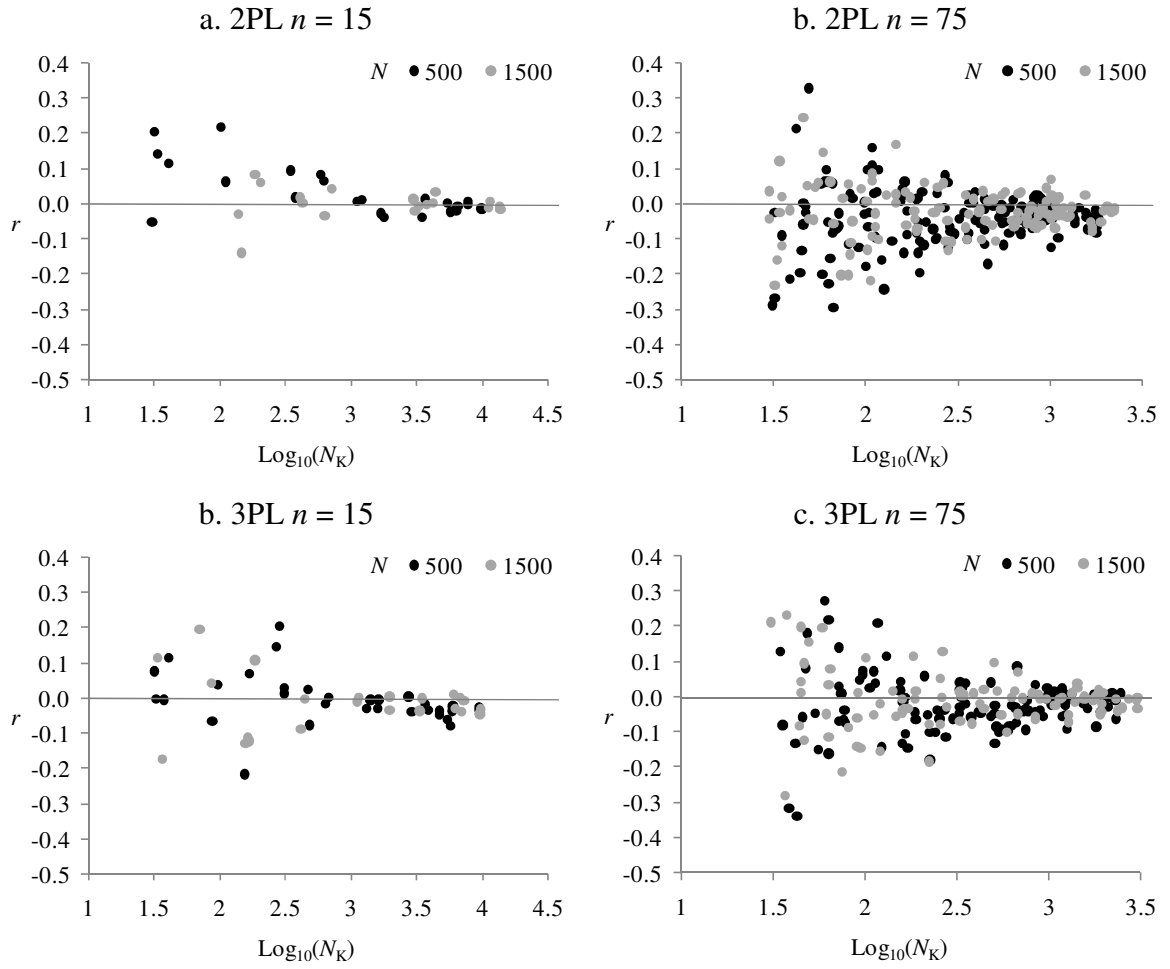 a. 2PL n = 15
N 500 1500
0.4
0.3
0.2
0.1
0.0
r
-0.1
-0.2
-0.3
-0.4
-0.5
1 1.5 2 2.5 3 3.5 4 4.5
Log10(NK)
b. 2PL n = 75
N 500 1500
0.4
0.3
0.2
0.1
0.0
r
-0.1
-0.2
-0.3
-0.4
-0.5
1 1.5 2 2.5 3 3.5
Log10(NK)
b. 3PL n = 15
N 500 1500
0.4
0.3
0.2
0.1
0.0
r
-0.1
-0.2
-0.3
-0.4
-0.5
1 1.5 2 2.5 3 3.5 4 4.5
Log10(NK)
c. 3PL n = 75
N 500 1500
0.4
0.3
0.2
0.1
0.0
r
-0.1
-0.2
-0.3
-0.4
-0.5
1 1.5 2 2.5 3 3.5
Log10(NK)